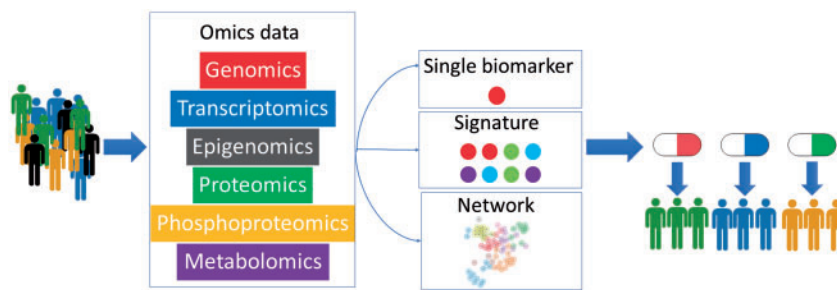 Omics data
Genomics
Transcriptomics
Epigenomics
Proteomics
Phosphoproteomics
Metabolomics
Single biomarker
Signature
Network